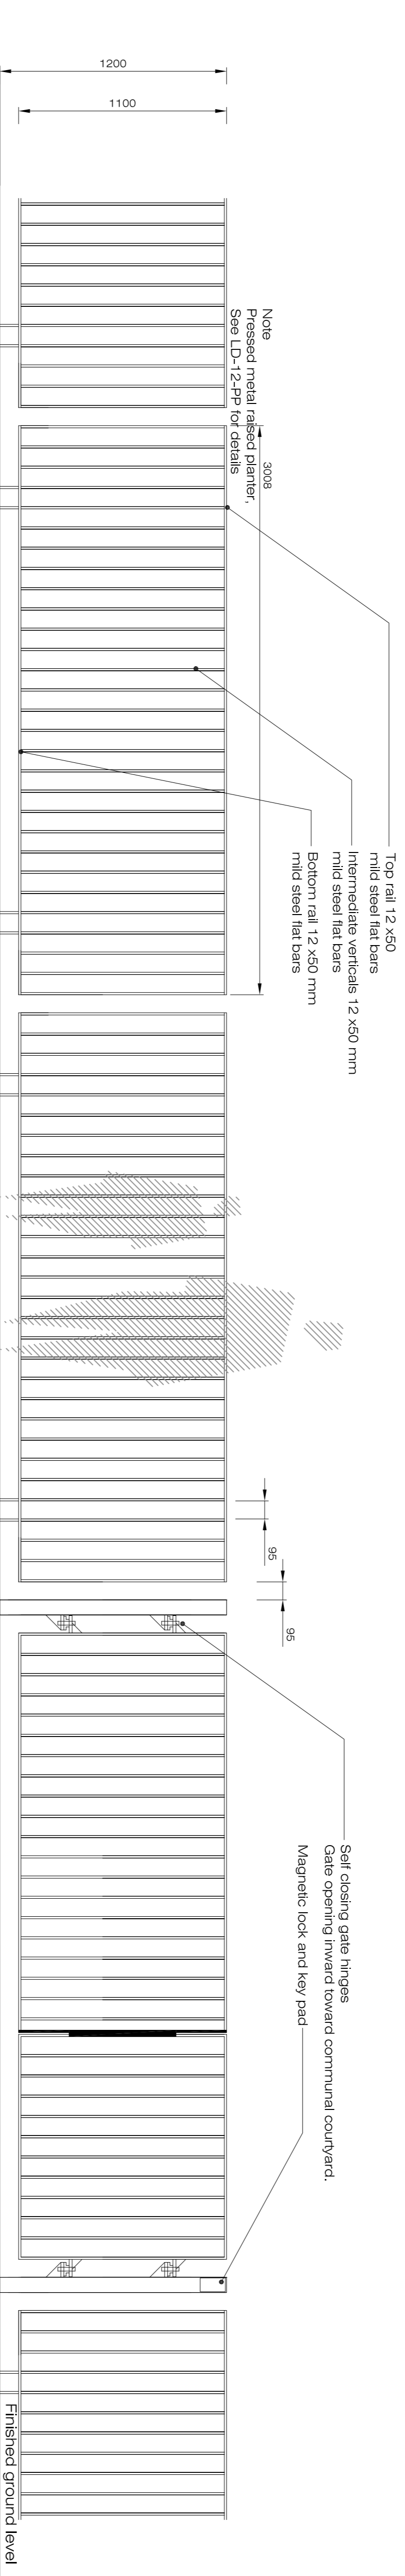 1200
1100
Note
Pressed metal raised planter,
See LD-12-PP for details
3008
Top rail 12 x50
mild steel flat bars
Intermediate verticals 12 x50 mm
mild steel flat bars
Bottom rail 12 x50 mm
mild steel flat bars
95
95
Self closing gate hinges
Gate opening inward toward communal courtyard.
Magnetic lock and key pad
Finished ground level